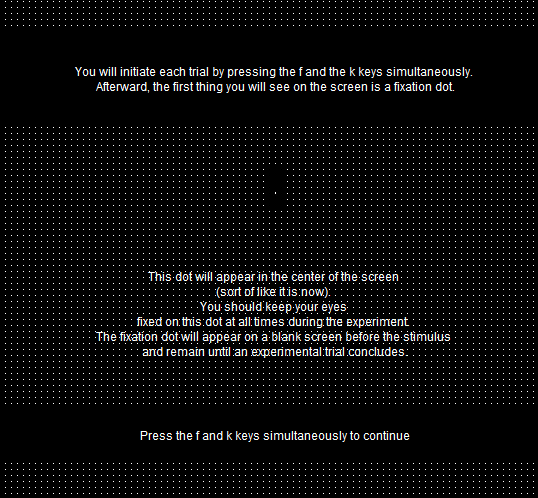 You will initiate each trial by pressing the f and the k keys simultaneously.
Afterward, the first thing you will see on the screen is a fixation dot.
This dot will appear in the center of the screen
(sort of like it is now)
You should keep your eyes
fixed on this dot at all times during the experiment.
The fixation dot will appear on a blank screen before the stimulus
and remain until an experimental trial concludes.
Press the f and k keys simultaneously to continue